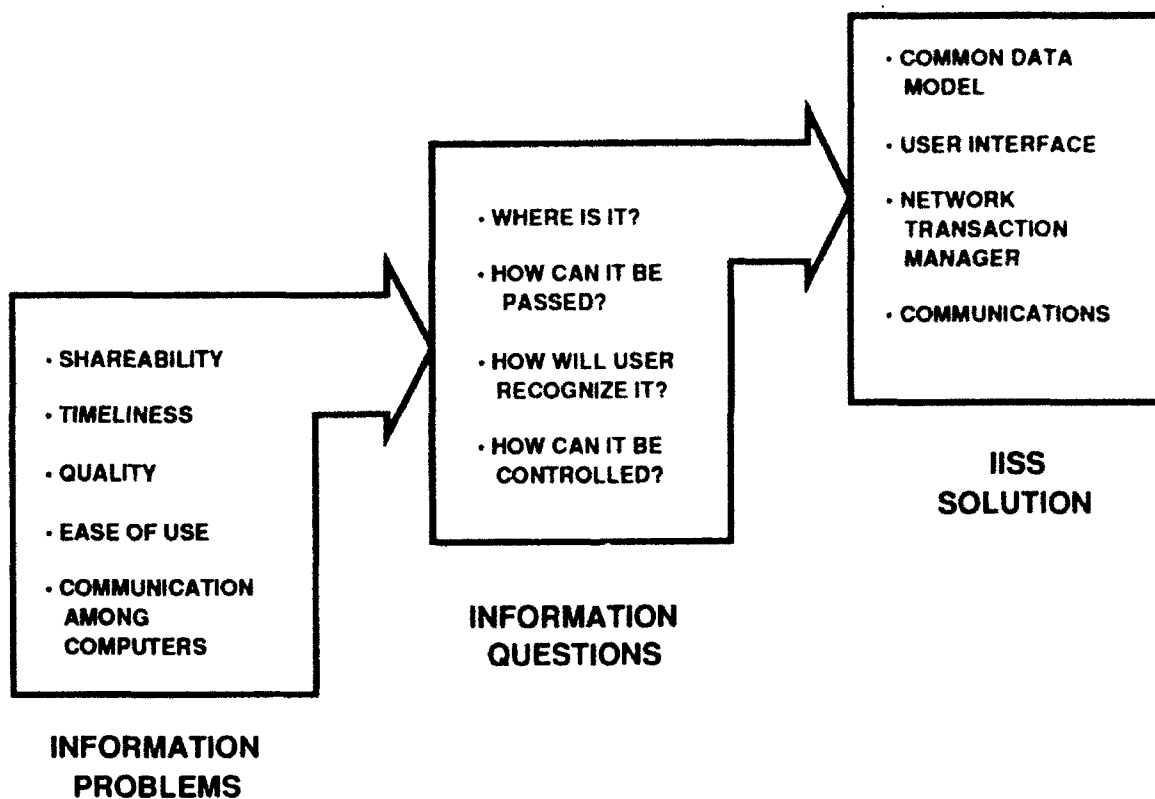 · SHAREABILITY
· TIMELINESS
· QUALITY
· EASE OF USE
· COMMUNICATION
AMONG
COMPUTERS
INFORMATION
PROBLEMS
· WHERE IS IT?
· HOW CAN IT BE
PASSED?
· HOW WILL USER
RECOGNIZE IT?
· HOW CAN IT BE
CONTROLLED?
INFORMATION
QUESTIONS
· COMMON DATA
MODEL
· USER INTERFACE
· NETWORK
TRANSACTION
MANAGER
· COMMUNICATIONS
IISS
SOLUTION